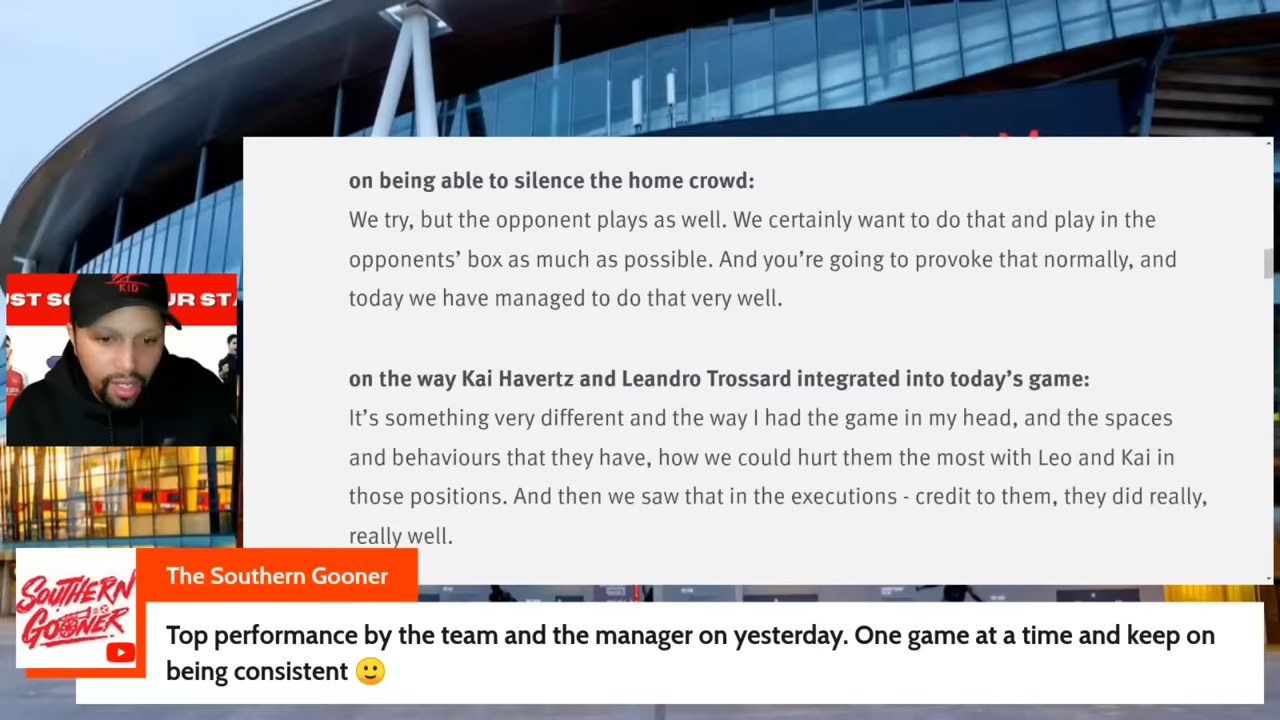 on being able to silence the home crowd:
We try, but the opponent plays as well. We certainly want to do that and play in the
opponents’ box as much as possible. And you’re going to provoke that normally, and
today we have managed to do that very well.
on the way Kai Havertz and Leandro Trossard integrated into today’s game:
It’s something very different and the way I had the game in my head, and the spaces
and behaviours that they have, how we could hurt them the most with Leo and Kai in
those positions. And then we saw that in the executions - credit to them, they did really,
really well.
KID
UST SO UR STA
SOUTHERN
GOONER
The Southern Gooner
Top performance by the team and the manager on yesterday. One game at a time and keep on
being consistent 🙂